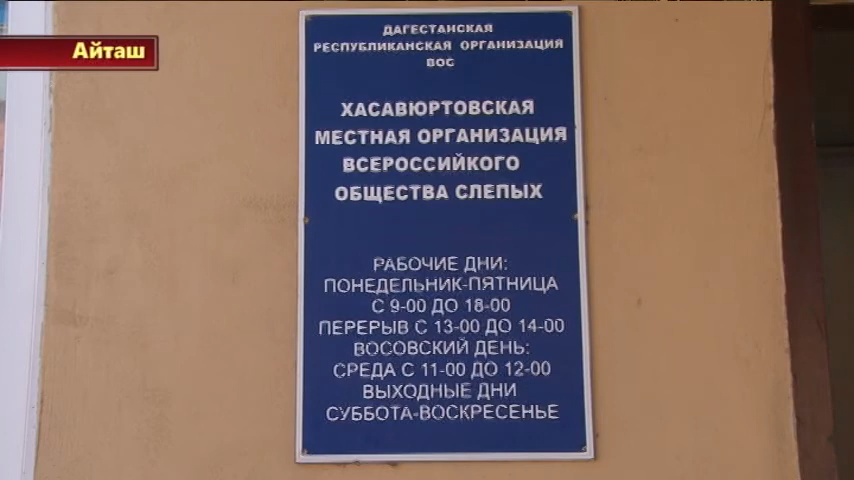 Айташ
ДАГЕСТАНСКАЯ
РЕСПУБЛИКАНСКАЯ ОРГАНИЗАЦИЯ
ВОС
ХАСАВЮРТОВСКАЯ
МЕСТНАЯ ОРГАНИЗАЦИЯ
ВСЕРОССИЙКОГО
ОБЩЕСТВА СЛЕПЫХ
РАБОЧИЕ ДНИ:
ПОНЕДЕЛЬНИК-ПЯТНИЦА
С 9-00 ДО 18-00
ПЕРЕРЫВ С 13-00 ДО 14-00
ВОСОВСКИЙ ДЕНЬ:
СРЕДА С 11-00 ДО 12-00
ВЫХОДНЫЕ ДНИ
СУББОТА-ВОСКРЕСЕНЬЕ